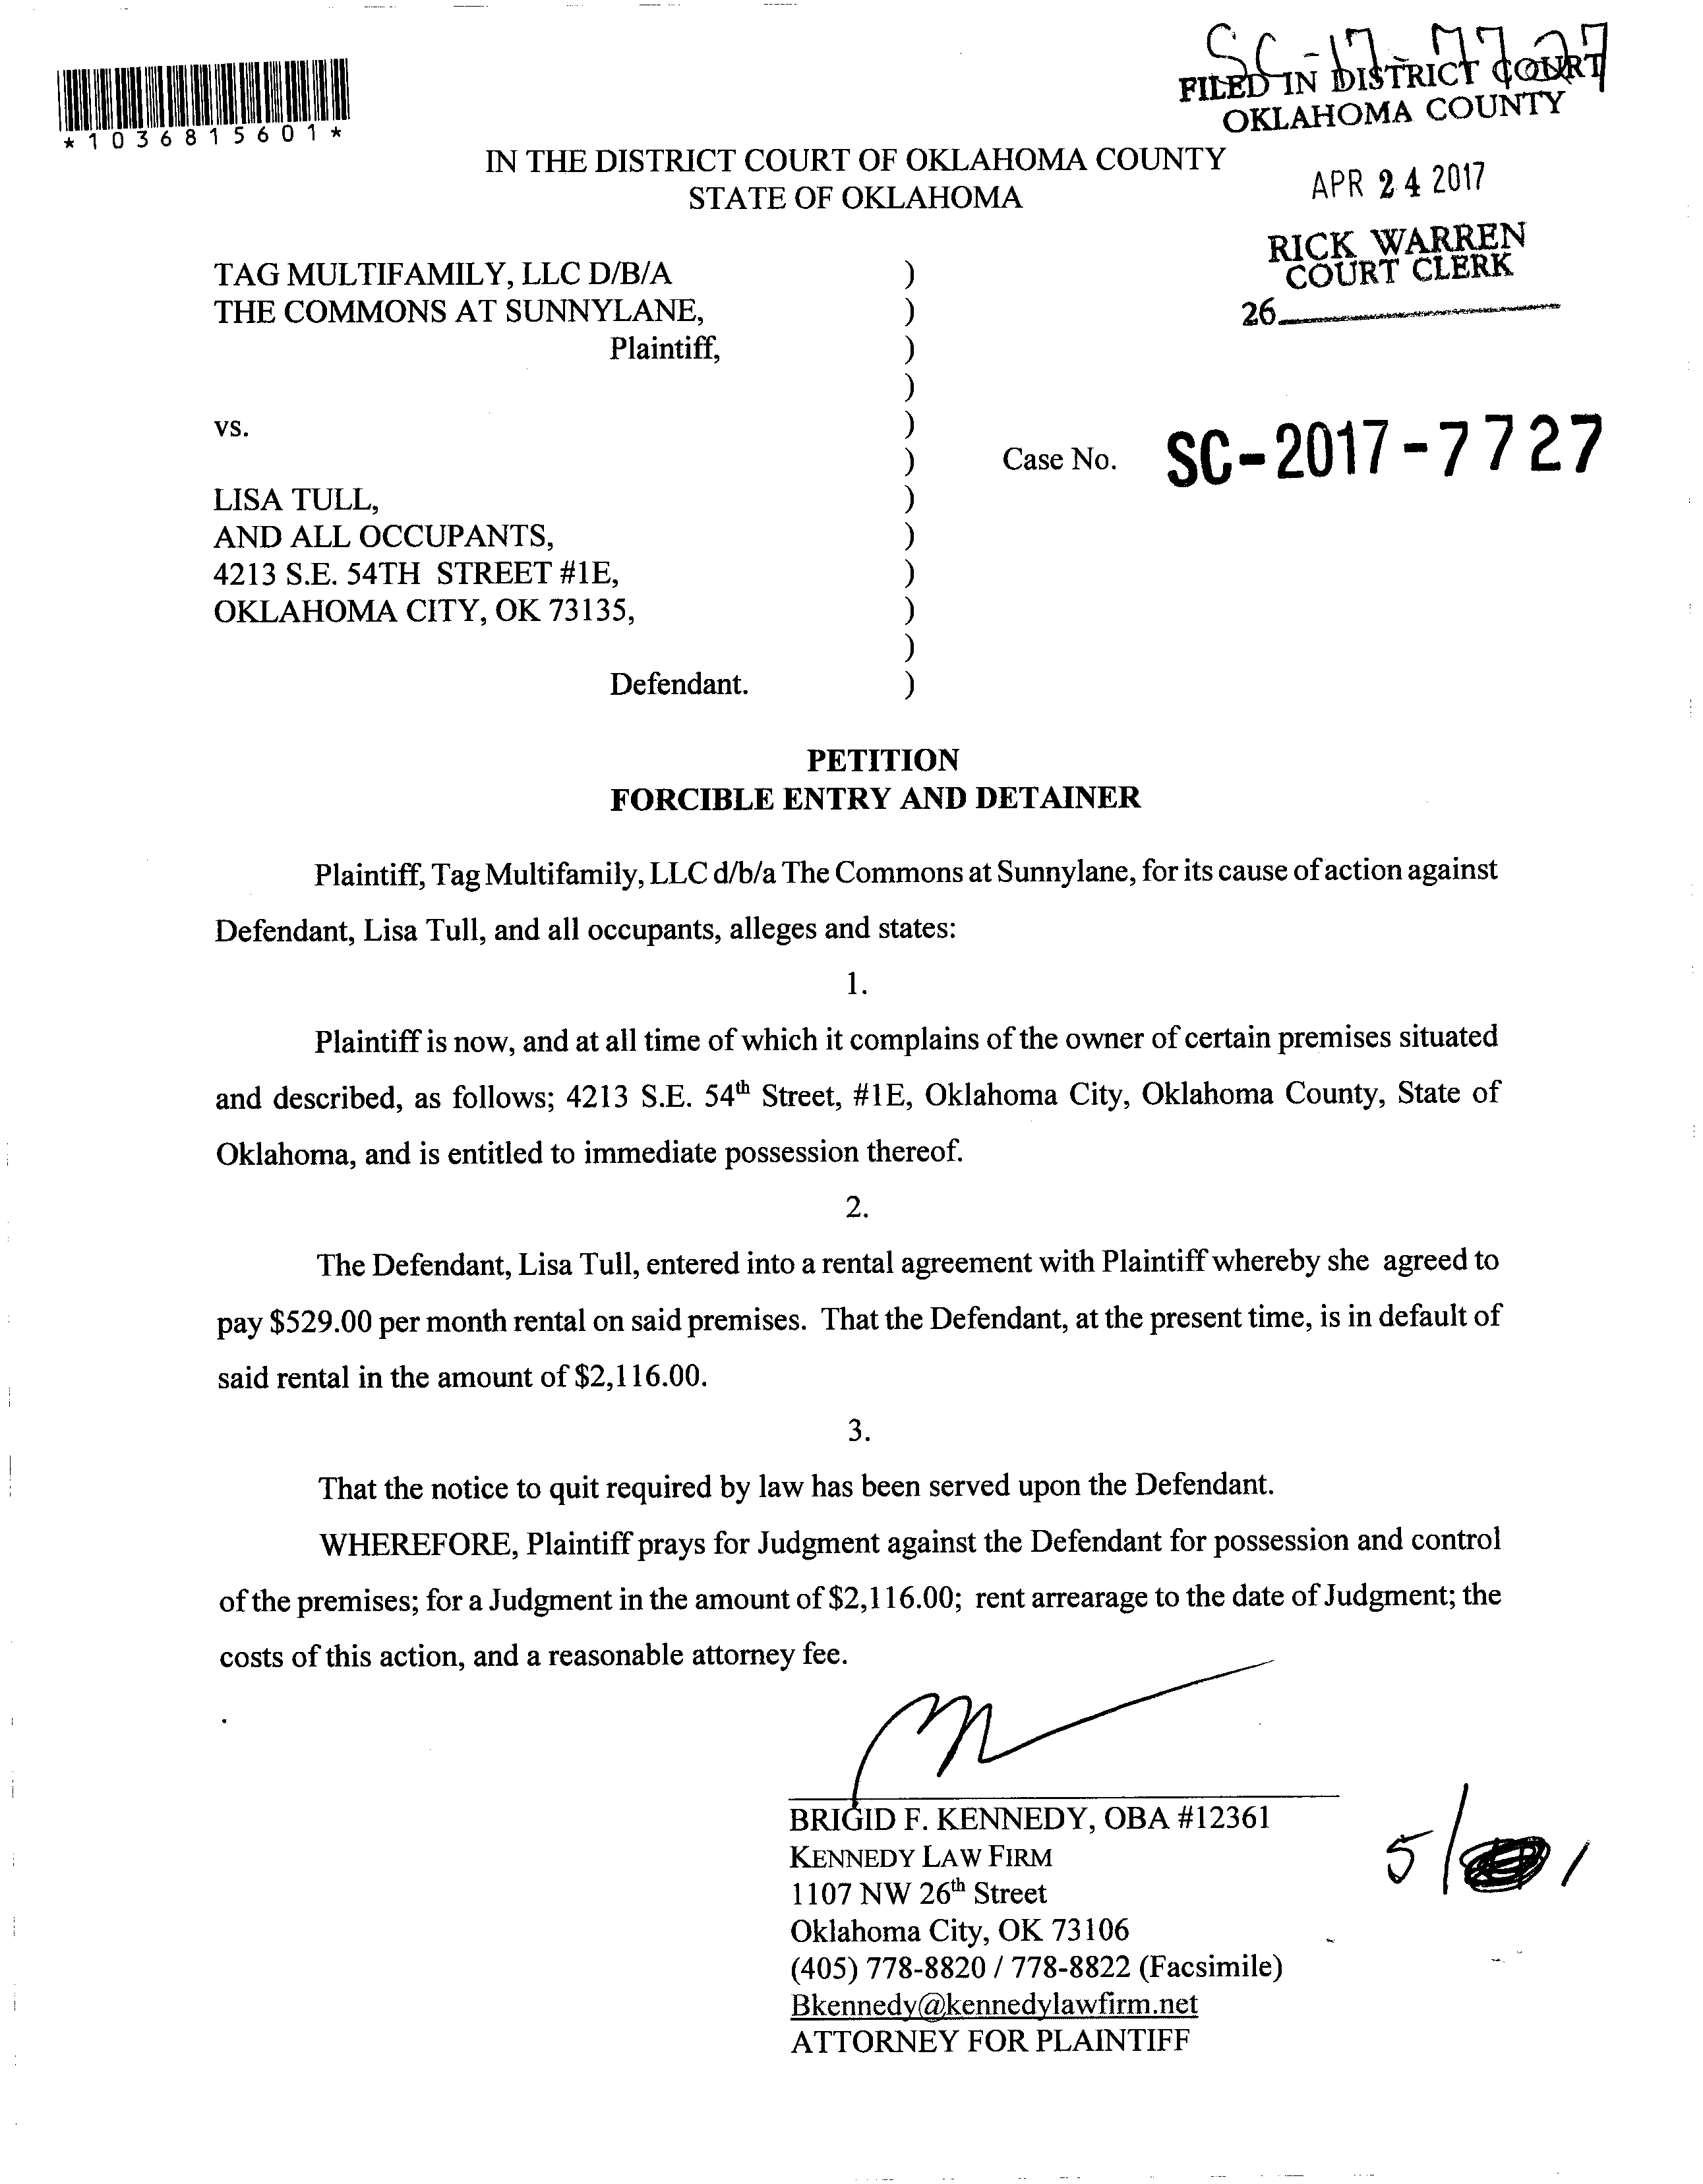 SC-17-7727
FILED IN DISTRICT COURT
OKLAHOMA COUNTY
*1036815601*
IN THE DISTRICT COURT OF OKLAHOMA COUNTY
STATE OF OKLAHOMA
APR 24 2017
RICK WARREN
COURT CLERK
26
TAG MULTIFAMILY, LLC D/B/A )
THE COMMONS AT SUNNYLANE, )
Plaintiff, )
)
vs. )
) Case No. SC-2017-7727
LISA TULL, )
AND ALL OCCUPANTS, )
4213 S.E. 54TH STREET #1E, )
OKLAHOMA CITY, OK 73135, )
)
Defendant. )
PETITION
FORCIBLE ENTRY AND DETAINER
Plaintiff, Tag Multifamily, LLC d/b/a The Commons at Sunnylane, for its cause of action against
Defendant, Lisa Tull, and all occupants, alleges and states:
1.
Plaintiff is now, and at all time of which it complains of the owner of certain premises situated
and described, as follows; 4213 S.E. 54th Street, #1E, Oklahoma City, Oklahoma County, State of
Oklahoma, and is entitled to immediate possession thereof.
2.
The Defendant, Lisa Tull, entered into a rental agreement with Plaintiff whereby she agreed to
pay $529.00 per month rental on said premises. That the Defendant, at the present time, is in default of
said rental in the amount of $2,116.00.
3.
That the notice to quit required by law has been served upon the Defendant.
WHEREFORE, Plaintiff prays for Judgment against the Defendant for possession and control
of the premises; for a Judgment in the amount of $2,116.00; rent arrearage to the date of Judgment; the
costs of this action, and a reasonable attorney fee.
BRIGID F. KENNEDY, OBA #12361
KENNEDY LAW FIRM
1107 NW 26th Street
Oklahoma City, OK 73106
(405) 778-8820 / 778-8822 (Facsimile)
Bkennedy@kennedylawfirm.net
ATTORNEY FOR PLAINTIFF
5/